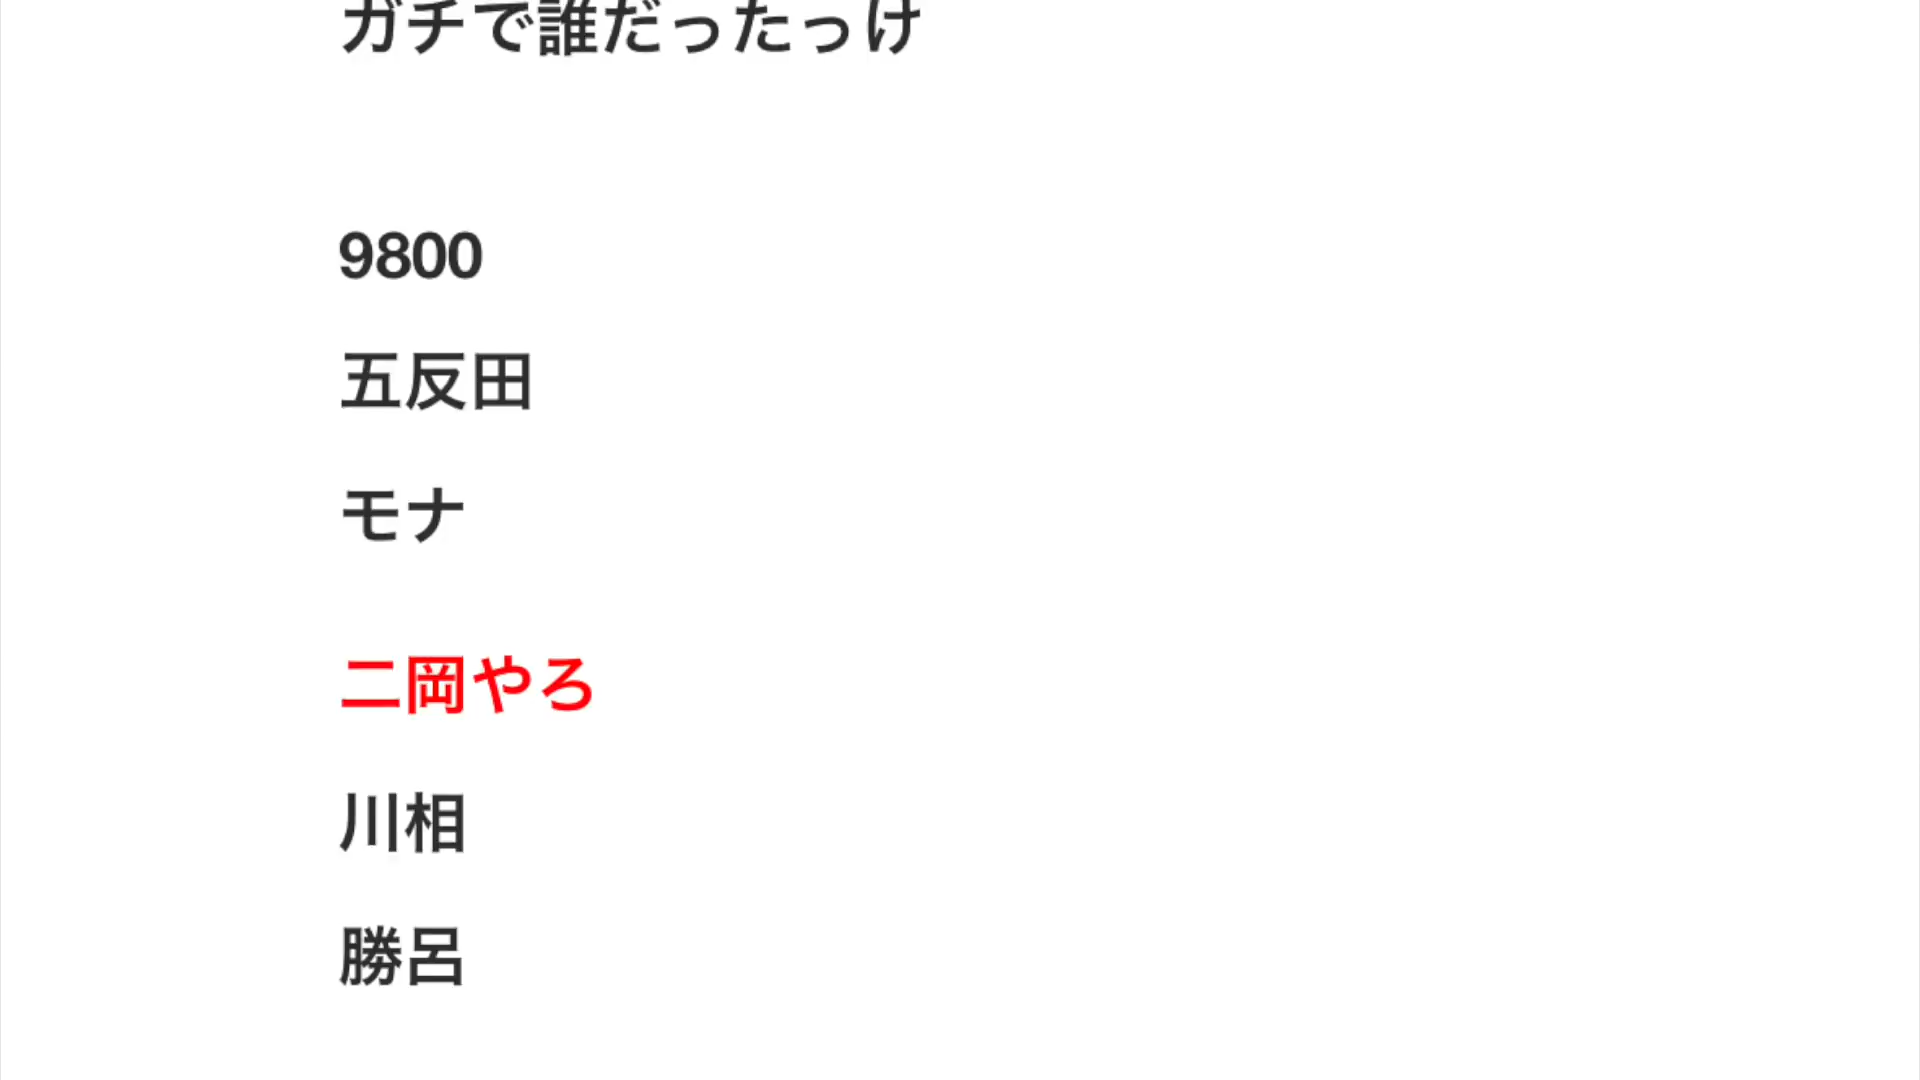 ガチで誰だったっけ
9800
五反田
モナ
二岡やろ
川相
勝呂